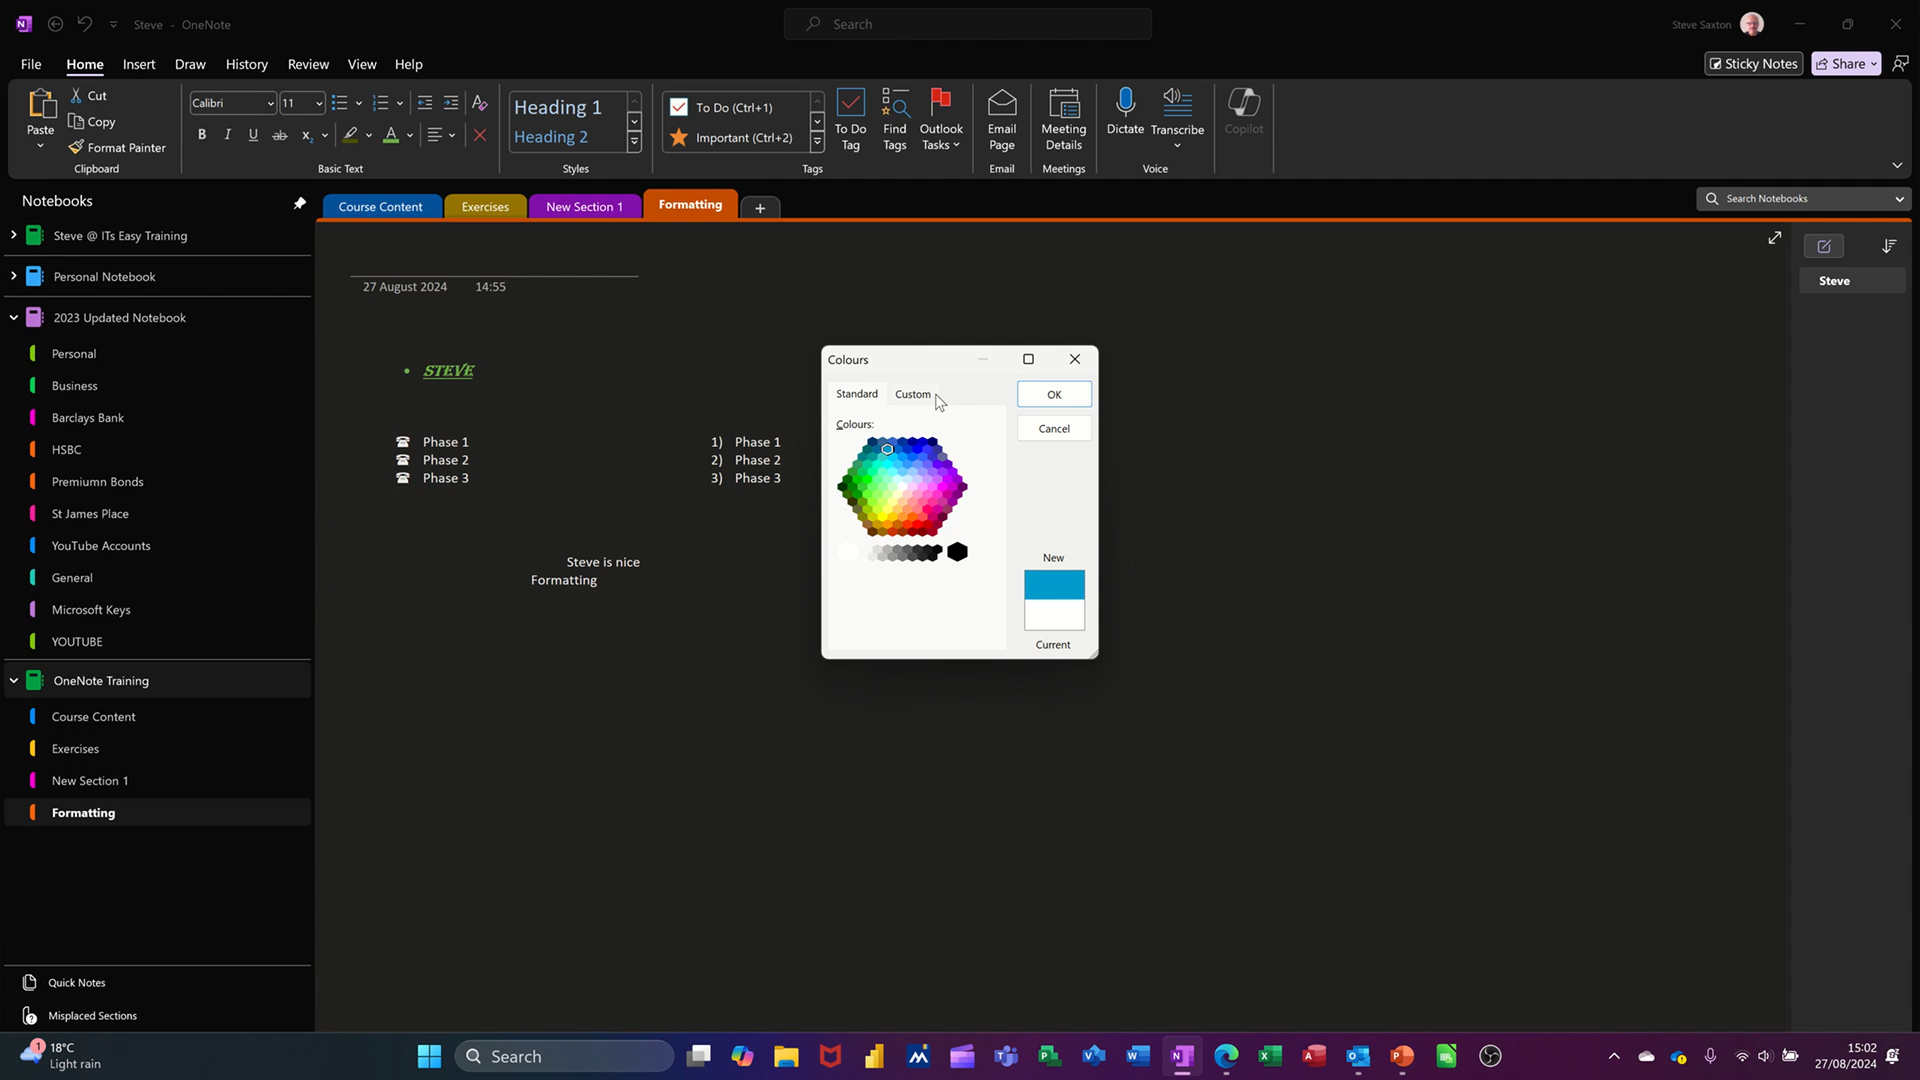 Steve - OneNote
Search
Steve Saxton
File Home Insert Draw History Review View Help
Sticky Notes Share
Paste
Cut
Copy
Format Painter
Clipboard
Calibri 11
B I U ab x
A
Basic Text
Heading 1
Heading 2
Styles
To Do (Ctrl+1)
Important (Ctrl+2)
To Do Tag
Find Tags
Outlook Tasks
Tags
Email Page
Email
Meeting Details
Meetings
Dictate
Transcribe
Voice
Copilot
Notebooks
Course Content Exercises New Section 1 Formatting +
Search Notebooks
Steve @ ITs Easy Training
Personal Notebook
2023 Updated Notebook
Personal
Business
Barclays Bank
HSBC
Premiumn Bonds
St James Place
YouTube Accounts
General
Microsoft Keys
YOUTUBE
OneNote Training
Course Content
Exercises
New Section 1
Formatting
Quick Notes
Misplaced Sections
27 August 2024 14:55
• STEVE
☎ Phase 1
☎ Phase 2
☎ Phase 3
1) Phase 1
2) Phase 2
3) Phase 3
Steve is nice
Formatting
Colours
Standard Custom
OK
Cancel
Colours:
New
Current
Steve
1
18°C
Light rain
Search
15:02
27/08/2024